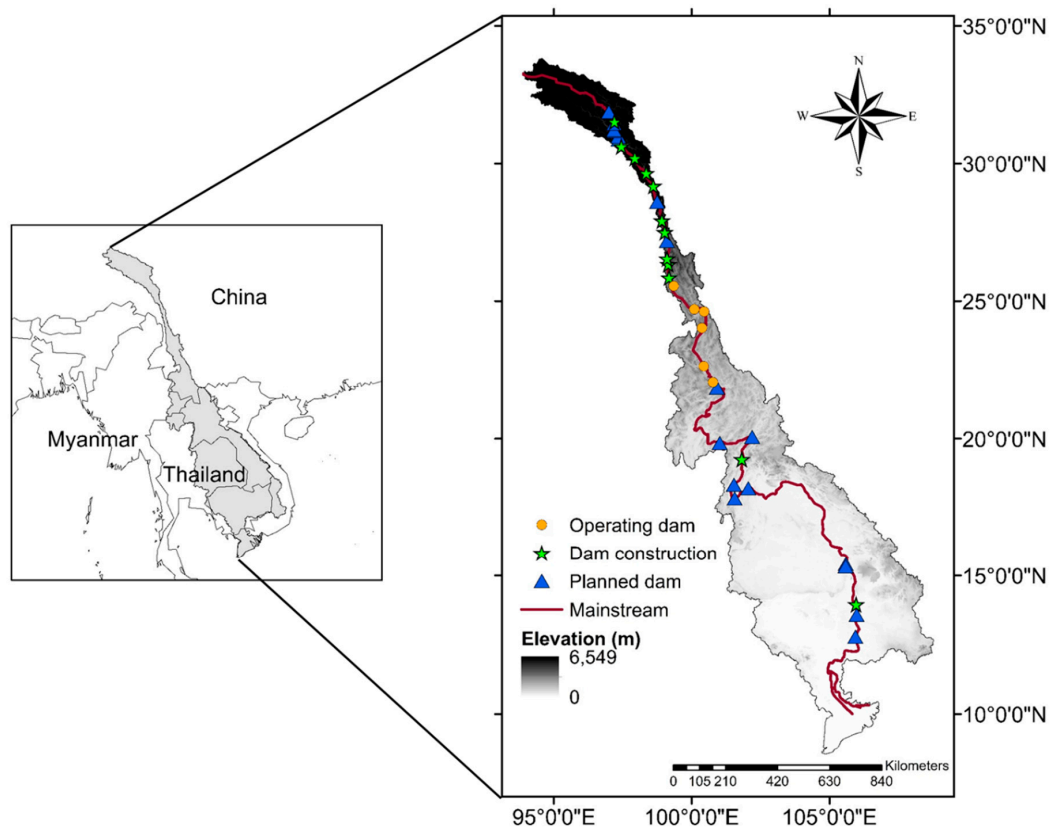 China
Myanmar
Thailand
N
W
E
S
35°0'0"N
30°0'0"N
25°0'0"N
20°0'0"N
15°0'0"N
10°0'0"N
Operating dam
Dam construction
Planned dam
Mainstream
Elevation (m)
6,549
0
Kilometers
0 105 210 420 630 840
95°0'0"E 100°0'0"E 105°0'0"E